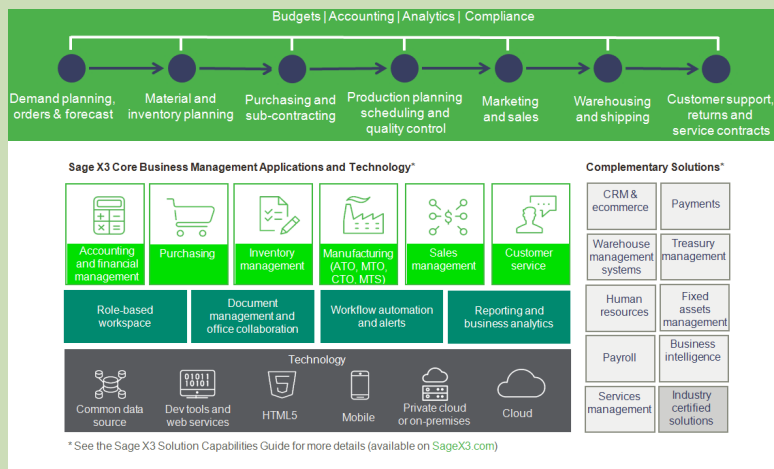 Budgets | Accounting | Analytics | Compliance
Demand planning,
orders & forecast
Material and
inventory planning
Purchasing and
sub-contracting
Production planning
scheduling and
quality control
Marketing
and sales
Warehousing
and shipping
Customer support,
returns and
service contracts
Sage X3 Core Business Management Applications and Technology*
Accounting
and financial
management
Purchasing
Inventory
management
Manufacturing
(ATO, MTO,
CTO, MTS)
Sales
management
Customer
service
Role-based
workspace
Document
management and
office collaboration
Workflow automation
and alerts
Reporting and
business analytics
Technology
Common data
source
01011
10101
Dev tools and
web services
5
HTML5
Mobile
Private cloud
or on-premises
Cloud
Complementary Solutions*
CRM &
ecommerce
Payments
Warehouse
management
systems
Treasury
management
Human
resources
Fixed
assets
management
Payroll
Business
intelligence
Services
management
Industry
certified
solutions
* See the Sage X3 Solution Capabilities Guide for more details (available on SageX3.com)